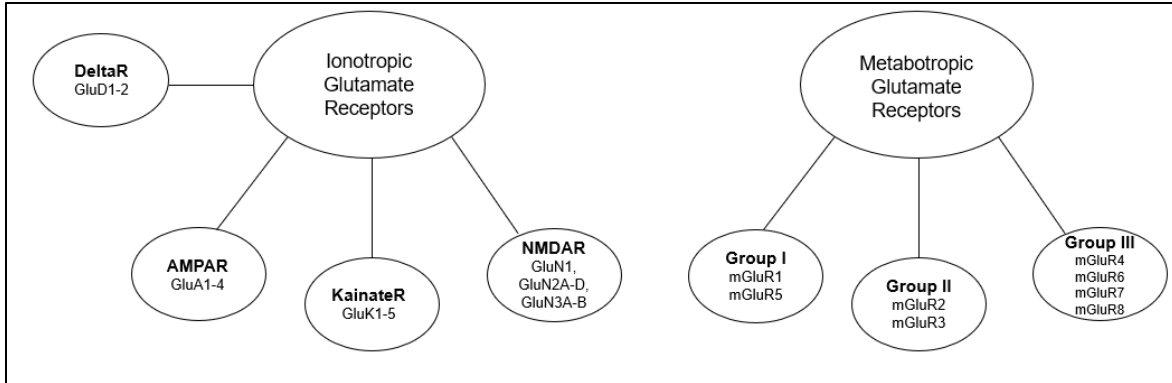 Ionotropic
Glutamate
Receptors
DeltaR
GluD1-2
AMPAR
GluA1-4
KainateR
GluK1-5
NMDAR
GluN1,
GluN2A-D,
GluN3A-B
Metabotropic
Glutamate
Receptors
Group I
mGluR1
mGluR5
Group II
mGluR2
mGluR3
Group III
mGluR4
mGluR6
mGluR7
mGluR8